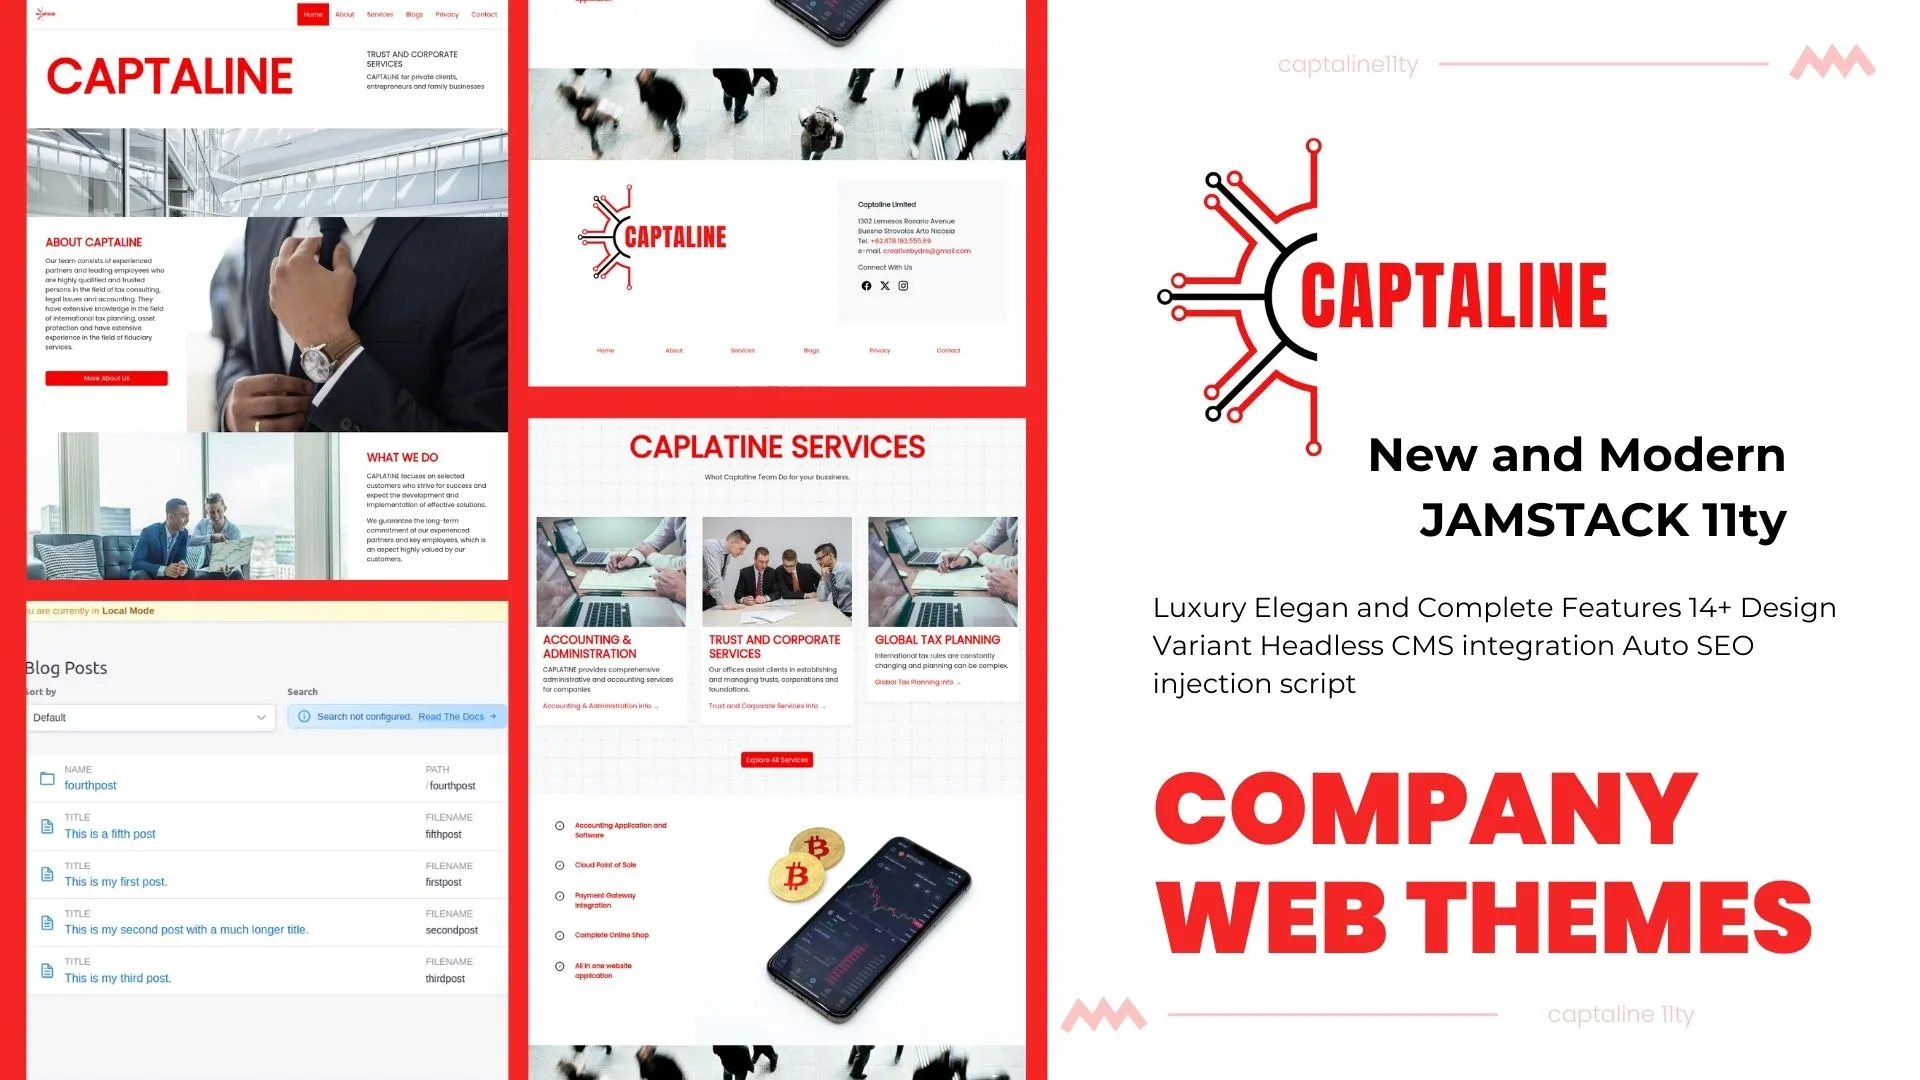 Home About Services Blogs Privacy Contact
CAPTALINE
TRUST AND CORPORATE
SERVICES
CAPTALINE for private clients,
entrepreneurs and family businesses
ABOUT CAPTALINE
Our team consists of experienced
partners and leading employees who
are highly qualified and trusted
persons in the field of tax consulting,
legal issues and accounting. They
have extensive knowledge in the field
of international tax planning, asset
protection and have extensive
experience in the field of fiduciary
services.
More About Us
WHAT WE DO
CAPLATINE focuses on selected
customers who strive for success and
expect the development and
implementation of effective solutions.
We guarantee the long-term
commitment of our experienced
partners and key employees, which is
an aspect highly valued by our
customers.
are currently in Local Mode
Blog Posts
Sort by
Search
Default
Search not configured. Read The Docs →
NAME PATH
fourthpost /fourthpost
TITLE FILENAME
This is a fifth post fifthpost
TITLE FILENAME
This is my first post. firstpost
TITLE FILENAME
This is my second post with a much longer title. secondpost
TITLE FILENAME
This is my third post. thirdpost
CAPTALINE
Captaline Limited
1302 Lemesos Rosario Avenue
Buesno Strovolos Arto Nicosia
Tel. +62.878.193.555.89
e-mail. creativebydre@gmail.com
Connect With Us
Home About Services Blogs Privacy Contact
CAPLATINE SERVICES
What Caplatine Team Do for your bussiness.
ACCOUNTING &
ADMINISTRATION
CAPLATINE provides comprehensive
administrative and accounting services
for companies
Accounting & Administration Info →
TRUST AND CORPORATE
SERVICES
Our offices assist clients in establishing
and managing trusts, corporations and
foundations.
Trust and Corporate Services Info →
GLOBAL TAX PLANNING
International tax rules are constantly
changing and planning can be complex.
Global Tax Planning Info →
Explore All Services
Accounting Application and
Software
Cloud Point of Sale
Payment Gateway
Integration
Complete Online Shop
All in one website
application
captaline11ty
CAPTALINE
New and Modern
JAMSTACK 11ty
Luxury Elegan and Complete Features 14+ Design
Variant Headless CMS integration Auto SEO
injection script
COMPANY
WEB THEMES
captaline 11ty